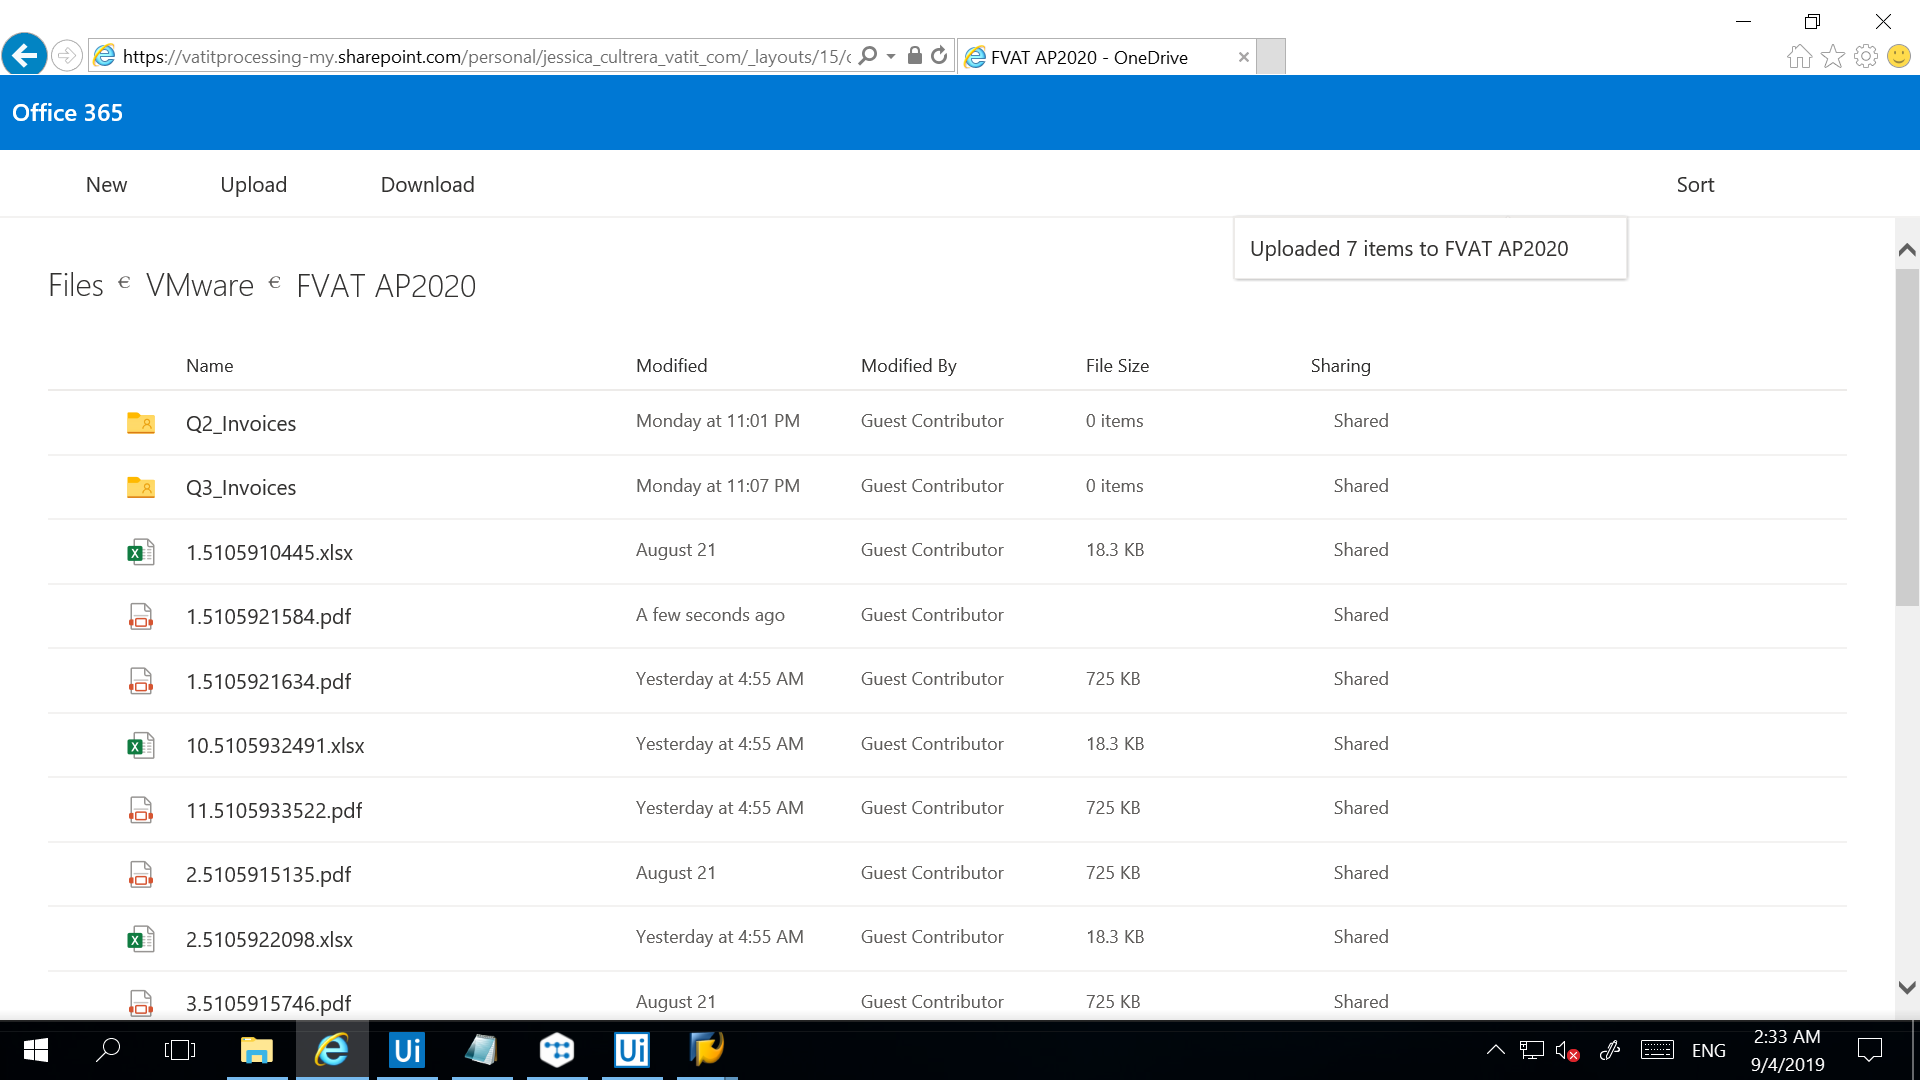 https://vatitprocessing-my.sharepoint.com/personal/jessica_cultrera_vatit_com/_layouts/15/c
FVAT AP2020 - OneDrive
Office 365
New Upload Download Sort
Uploaded 7 items to FVAT AP2020
Files € VMware € FVAT AP2020
Name Modified Modified By File Size Sharing
Q2_Invoices Monday at 11:01 PM Guest Contributor 0 items Shared
Q3_Invoices Monday at 11:07 PM Guest Contributor 0 items Shared
1.5105910445.xlsx August 21 Guest Contributor 18.3 KB Shared
1.5105921584.pdf A few seconds ago Guest Contributor Shared
1.5105921634.pdf Yesterday at 4:55 AM Guest Contributor 725 KB Shared
10.5105932491.xlsx Yesterday at 4:55 AM Guest Contributor 18.3 KB Shared
11.5105933522.pdf Yesterday at 4:55 AM Guest Contributor 725 KB Shared
2.5105915135.pdf August 21 Guest Contributor 725 KB Shared
2.5105922098.xlsx Yesterday at 4:55 AM Guest Contributor 18.3 KB Shared
3.5105915746.pdf August 21 Guest Contributor 725 KB Shared
Ui Ui ENG 2:33 AM
9/4/2019